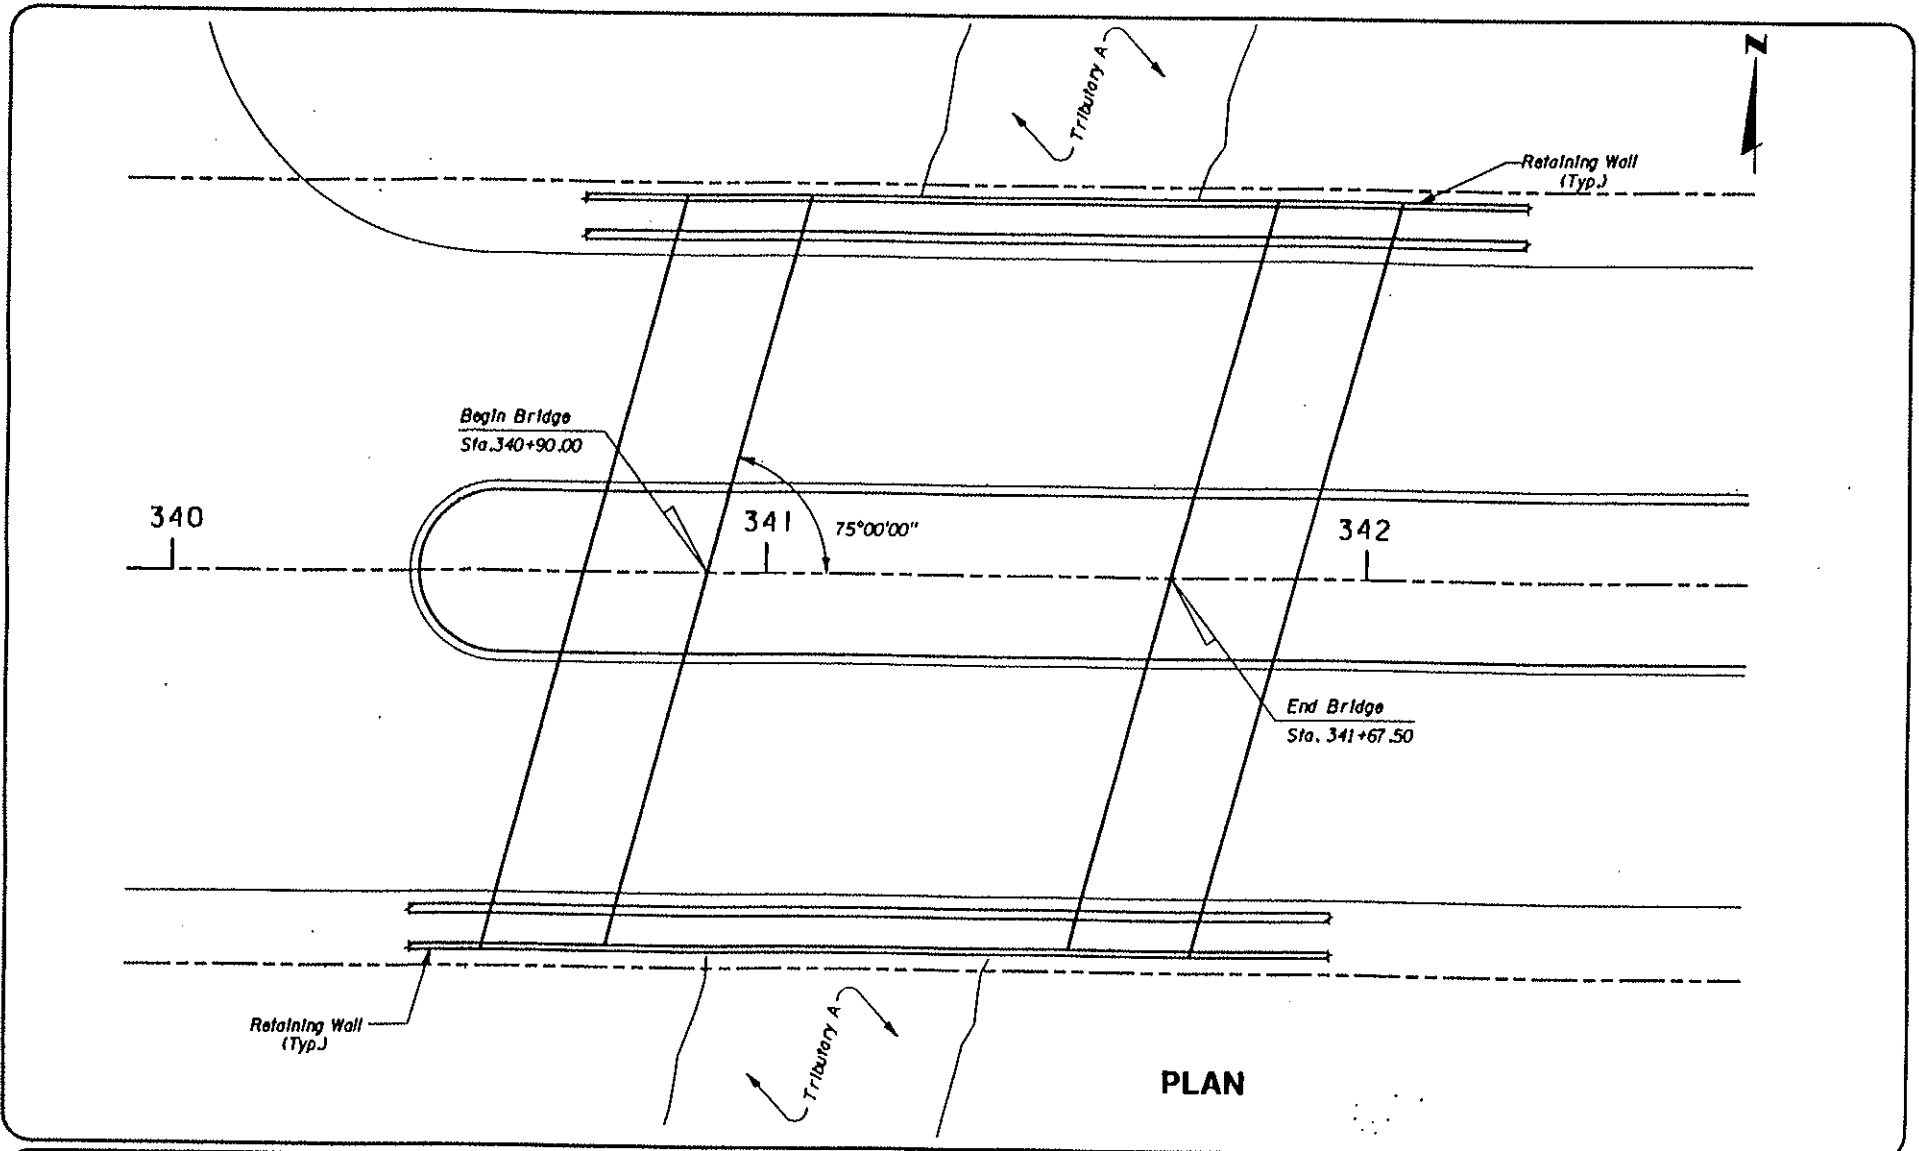 Tributary A
N
Retaining Wall
(Typ.)
Begin Bridge
Sta.340+90.00
340
341
75°00'00"
342
End Bridge
Sta. 341+67.50
Retaining Wall
(Typ.)
Tributary A
PLAN